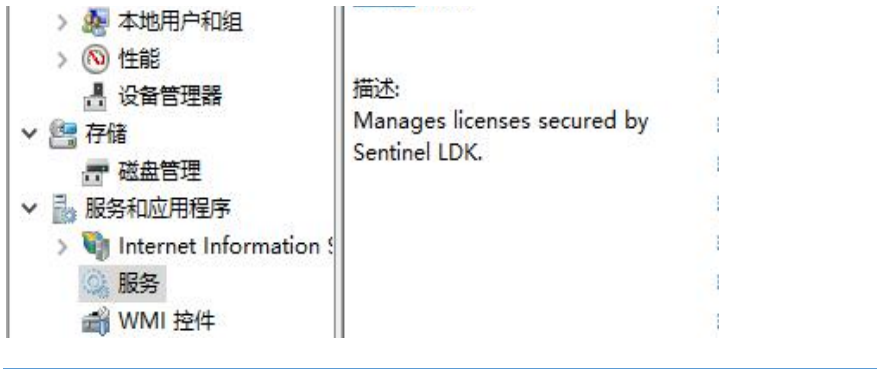 本地用户和组
性能
设备管理器
存储
磁盘管理
服务和应用程序
Internet Information
服务
WMI 控件
描述:
Manages licenses secured by
Sentinel LDK.